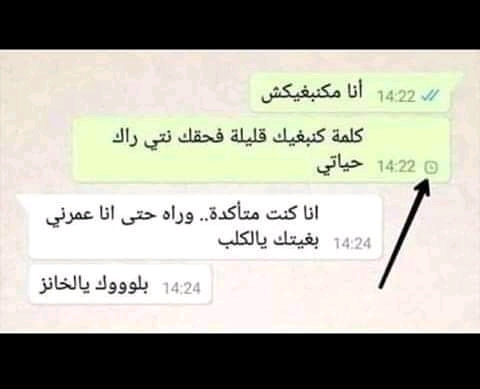 أنا مكنبغيكش 14:22
كلمة كنبغيك قليلة فحقك نتي راك
حياتي 14:22
انا كنت متأكدة.. وراه حتى انا عمرني
بغيتك يالكلب 14:24
بلوووك يالخانز 14:24